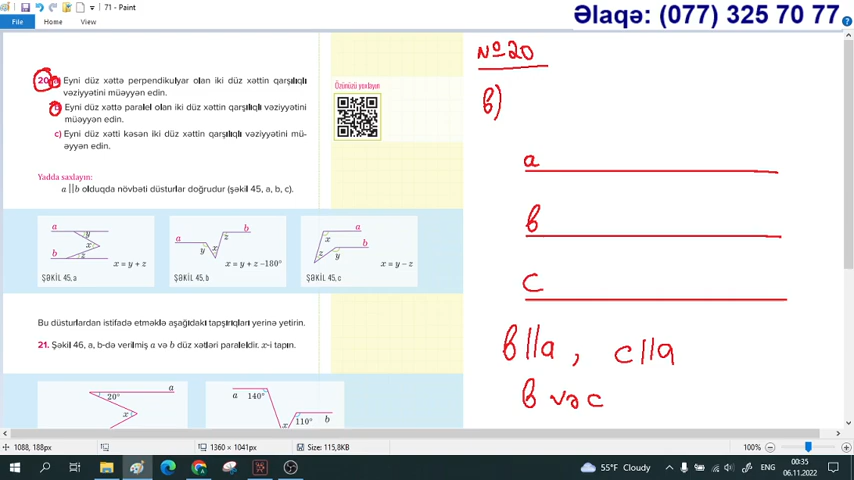 71 - Paint
Əlaqə: (077) 325 70 77
File
Home
View
20. a) Eyni düz xəttə perpendikulyar olan iki düz xəttin qarşılıqlı
vəziyyətini müəyyən edin.
b) Eyni düz xəttə paralel olan iki düz xəttin qarşılıqlı vəziyyətini
müəyyən edin.
c) Eyni düz xətti kəsən iki düz xəttin qarşılıqlı vəziyyətini mü-
əyyən edin.
Özünüzü yoxlayın
Yadda saxlayın:
a||b olduqda növbəti düsturlar doğrudur (şəkil 45, a, b, c).
a
y
x
b
z
x = y + z
ŞƏKİL 45,a
a
b
z
y
x
x = y + z −180°
ŞƏKİL 45,b
a
x
b
z
y
x = y − z
ŞƏKİL 45,c
Bu düsturlardan istifadə etməklə aşağıdakı tapşırıqları yerinə yetirin.
21. Şəkil 46, a, b-də verilmiş a və b düz xətləri paraleldir. x-i tapın.
20°
a
x
a
140°
x
110°
b
№20
b)
a
b
c
b//a , c//a
b və c
1088, 188px
1360 × 1041px
Size: 115,8KB
100%
55°F Cloudy
ENG
00:35
06.11.2022